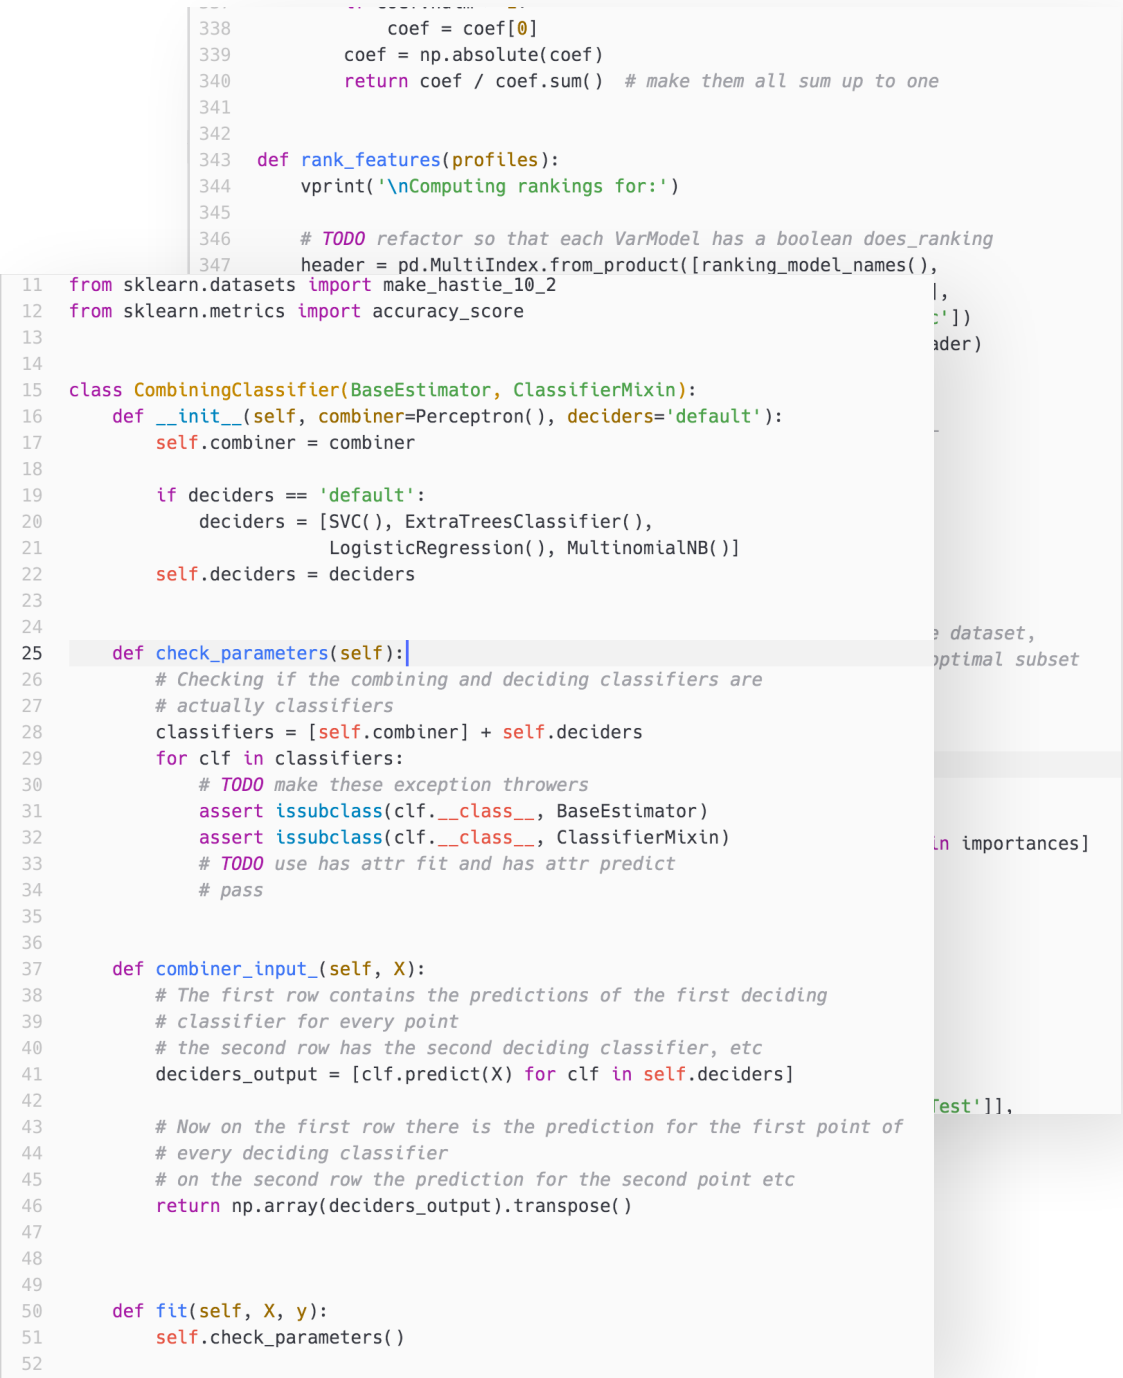 338 coef = coef[0]
339 coef = np.absolute(coef)
340 return coef / coef.sum()  # make them all sum up to one
341
342
343 def rank_features(profiles):
344 vprint('\nComputing rankings for:')
345
346 # TODO refactor so that each VarModel has a boolean does_ranking
347 header = pd.MultiIndex.from_product([ranking_model_names(),
],
'])
ader)
dataset,
optimal subset
in importances]
Test']],
11 from sklearn.datasets import make_hastie_10_2
12 from sklearn.metrics import accuracy_score
13
14
15 class CombiningClassifier(BaseEstimator, ClassifierMixin):
16 def __init__(self, combiner=Perceptron(), deciders='default'):
17 self.combiner = combiner
18
19 if deciders == 'default':
20 deciders = [SVC(), ExtraTreesClassifier(),
21 LogisticRegression(), MultinomialNB()]
22 self.deciders = deciders
23
24
25 def check_parameters(self):
26 # Checking if the combining and deciding classifiers are
27 # actually classifiers
28 classifiers = [self.combiner] + self.deciders
29 for clf in classifiers:
30 # TODO make these exception throwers
31 assert issubclass(clf.__class__, BaseEstimator)
32 assert issubclass(clf.__class__, ClassifierMixin)
33 # TODO use has attr fit and has attr predict
34 # pass
35
36
37 def combiner_input_(self, X):
38 # The first row contains the predictions of the first deciding
39 # classifier for every point
40 # the second row has the second deciding classifier, etc
41 deciders_output = [clf.predict(X) for clf in self.deciders]
42
43 # Now on the first row there is the prediction for the first point of
44 # every deciding classifier
45 # on the second row the prediction for the second point etc
46 return np.array(deciders_output).transpose()
47
48
49
50 def fit(self, X, y):
51 self.check_parameters()
52